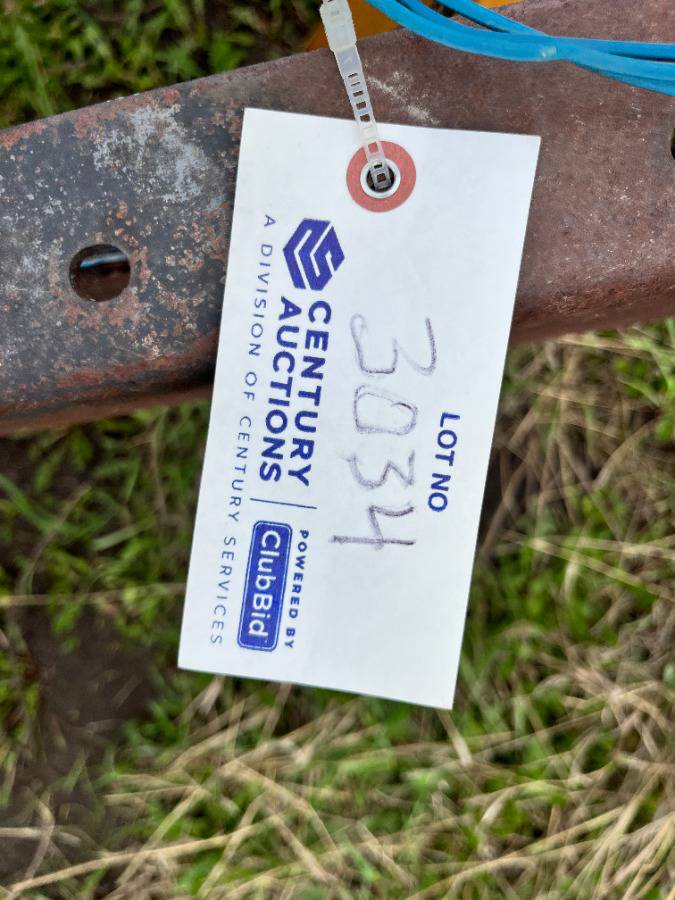 LOT NO
3034
CENTURY
AUCTIONS
POWERED BY
ClubBid
A DIVISION OF CENTURY SERVICES